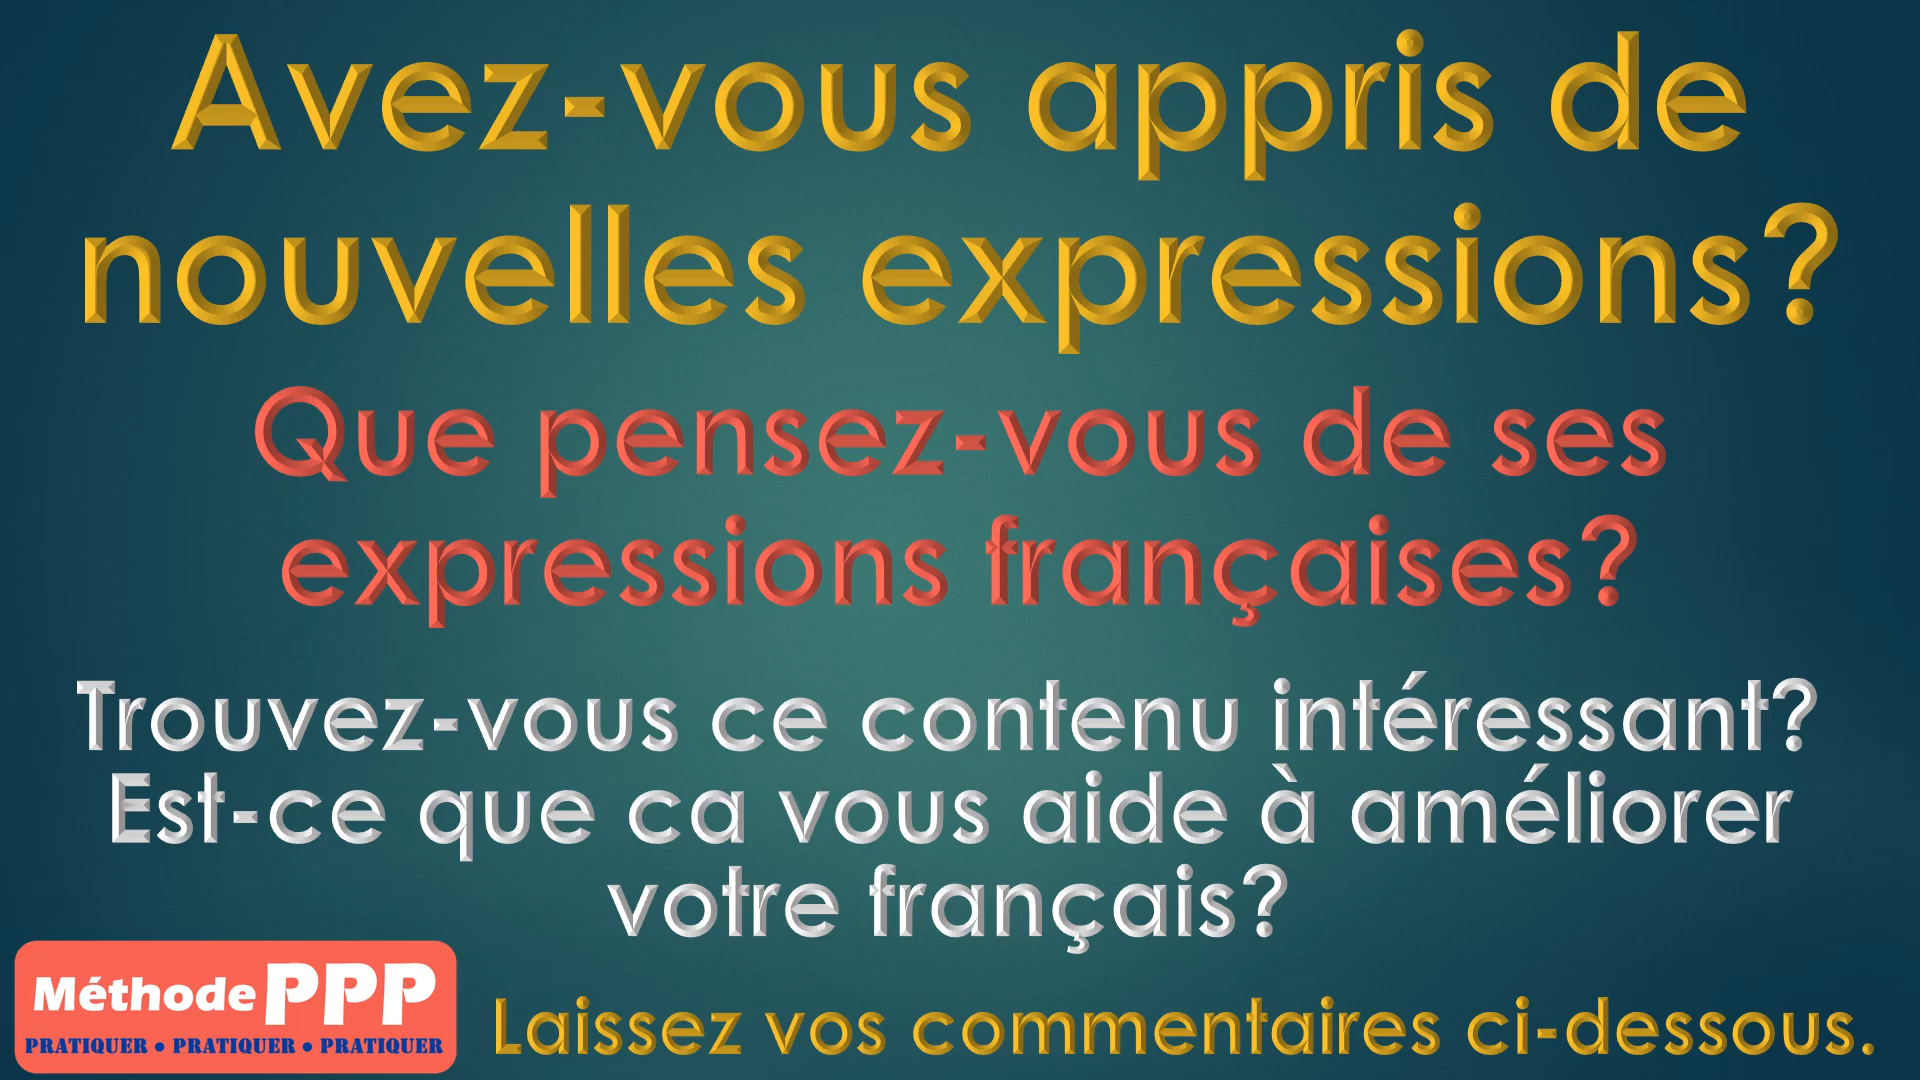 Avez-vous appris de
nouvelles expressions?
Que pensez-vous de ses
expressions françaises?
Trouvez-vous ce contenu intéressant?
Est-ce que ca vous aide à améliorer
votre français?
Méthode PPP
PRATIQUER • PRATIQUER • PRATIQUER
Laissez vos commentaires ci-dessous.